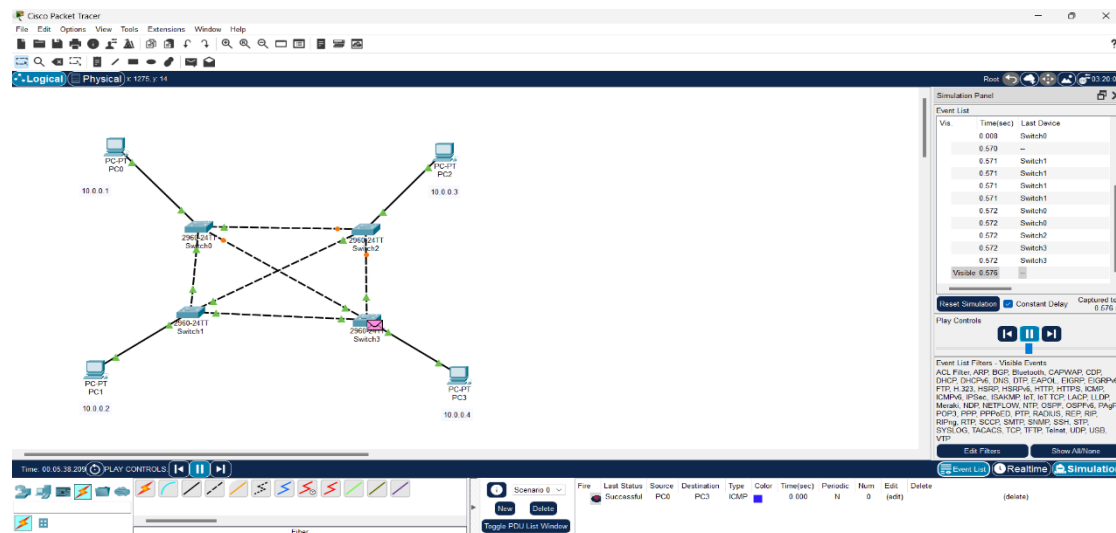 Cisco Packet Tracer
File Edit Options View Tools Extensions Window Help
?
Logical Physical x: 1275, y: 14
Root 03:20:0
Simulation Panel
Event List
Vis. Time(sec) Last Device
0.008 Switch0
0.570 --
0.571 Switch1
0.571 Switch1
0.571 Switch1
0.571 Switch1
0.572 Switch0
0.572 Switch2
0.572 Switch3
0.572 Switch3
Visible 0.576 --
Reset Simulation Constant Delay Captured to
0.576
Play Controls
Event List Filters - Visible Events
ACL Filter, ARP, BGP, Bluetooth, CAPWAP, CDP,
DHCP, DHCPv6, DNS, DTP, EAPOL, EIGRP, EIGRPv6
FTP, H.323, HSRP, HSRPv6, HTTP, HTTPS, ICMP,
ICMPv6, IPSec, ISAKMP, IoT, IoT TCP, LACP, LLDP,
Meraki, NDP, NETFLOW, NTP, OSPF, OSPFv6, PAgP
POP3, PPP, PPPoED, PTP, RADIUS, REP, RIP,
RIPng, RTP, SCCP, SMTP, SNMP, SSH, STP,
SYSLOG, TACACS, TCP, TFTP, Telnet, UDP, USB,
VTP
Edit Filters Show All/None
Event List Realtime Simulation
PC-PT
PC0
10.0.0.1
PC-PT
PC2
10.0.0.3
2960-24TT
Switch0
2960-24TT
Switch2
2960-24TT
Switch1
2960-24TT
Switch3
PC-PT
PC1
10.0.0.2
PC-PT
PC3
10.0.0.4
Time: 00:05:38.209 PLAY CONTROLS:
Scenario 0
New Delete
Toggle PDU List Window
Fire Last Status Source Destination Type Color Time(sec) Periodic Num Edit Delete
Successful PC0 PC3 ICMP 0.000 N 0 (edit) (delete)
Filter